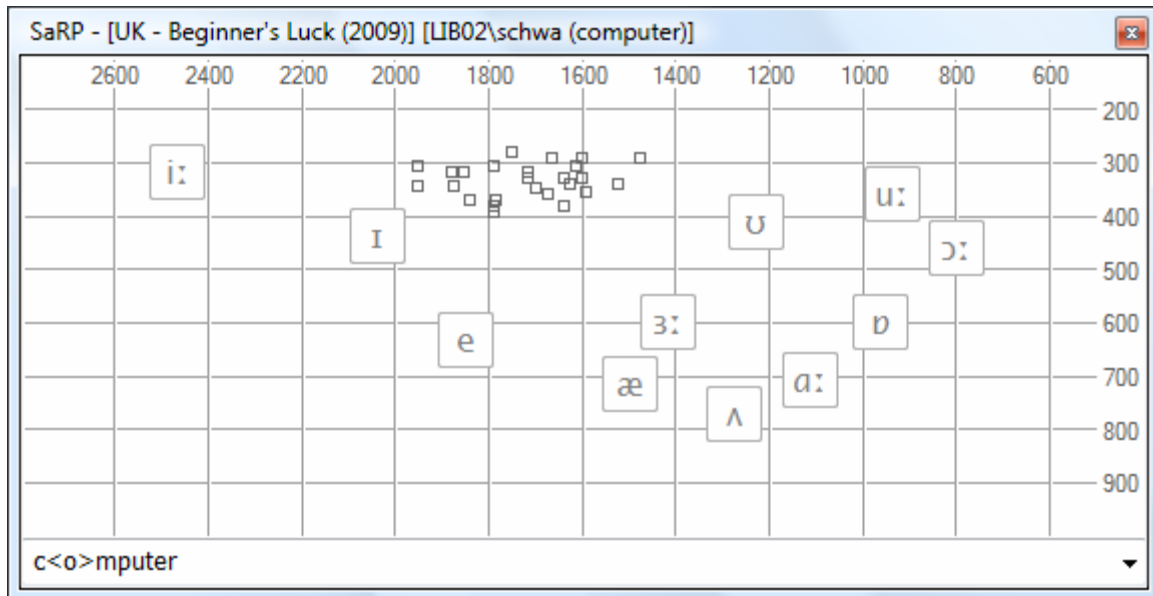 SaRP - [UK - Beginner's Luck (2009)] [LIB02\schwa (computer)]
2600 2400 2200 2000 1800 1600 1400 1200 1000 800 600
200
300
iː
uː
400
ʊ
ɪ
ɔː
500
600
ɜː
ɒ
e
700
ɑː
æ
ʌ
800
900
c<o>mputer